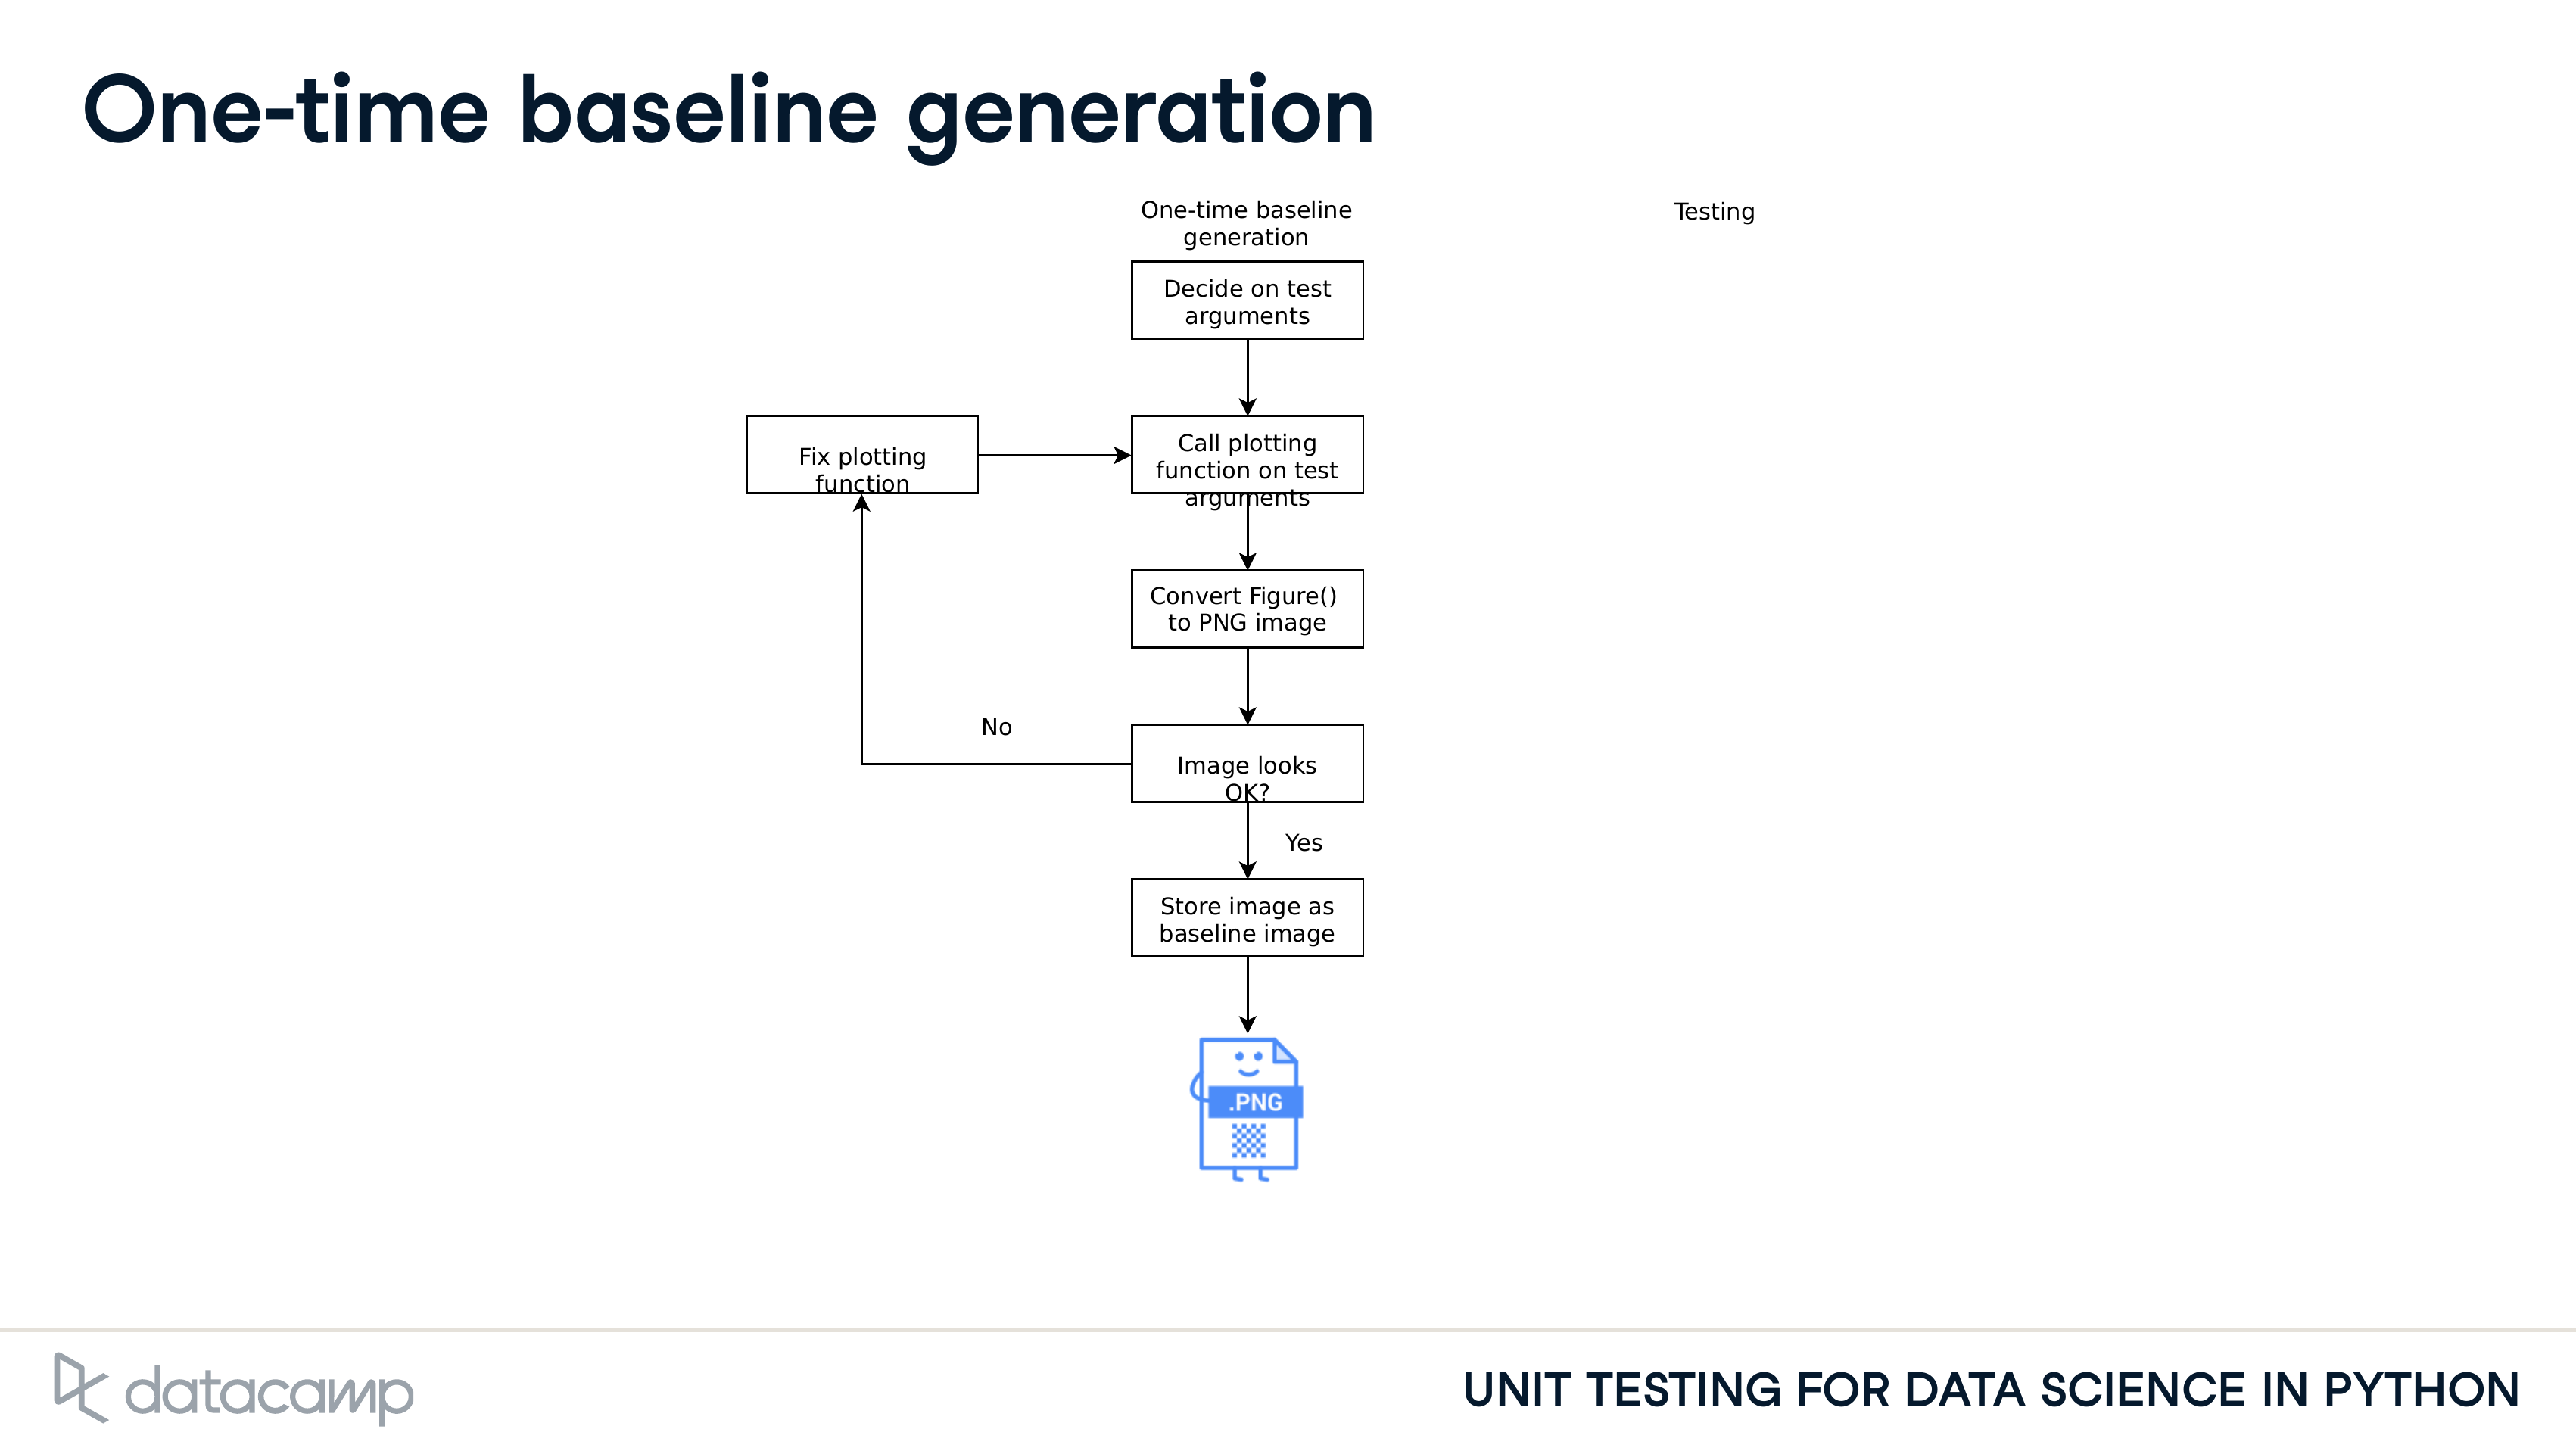 One-time baseline generation
One-time baseline
generation
Testing
Decide on test
arguments
Fix plotting
function
Call plotting
function on test
arguments
Convert Figure()
to PNG image
No
Image looks
OK?
Yes
Store image as
baseline image
.PNG
datacamp
UNIT TESTING FOR DATA SCIENCE IN PYTHON